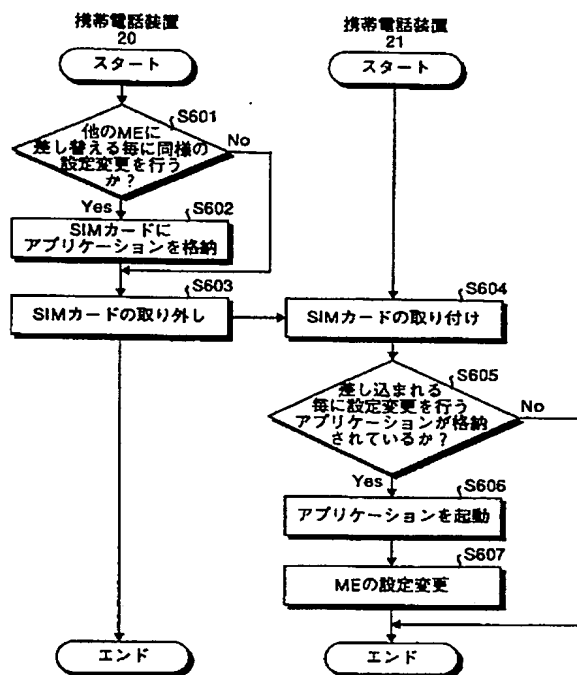 携帯電話装置
20
スタート
S601
他のMEに
差し替える毎に同様の
設定変更を行う
か？
No
Yes
S602
SIMカードに
アプリケーションを格納
S603
SIMカードの取り外し
エンド
携帯電話装置
21
スタート
S604
SIMカードの取り付け
S605
差し込まれる
毎に設定変更を行う
アプリケーションが格納
されているか？
No
Yes
S606
アプリケーションを起動
S607
MEの設定変更
エンド